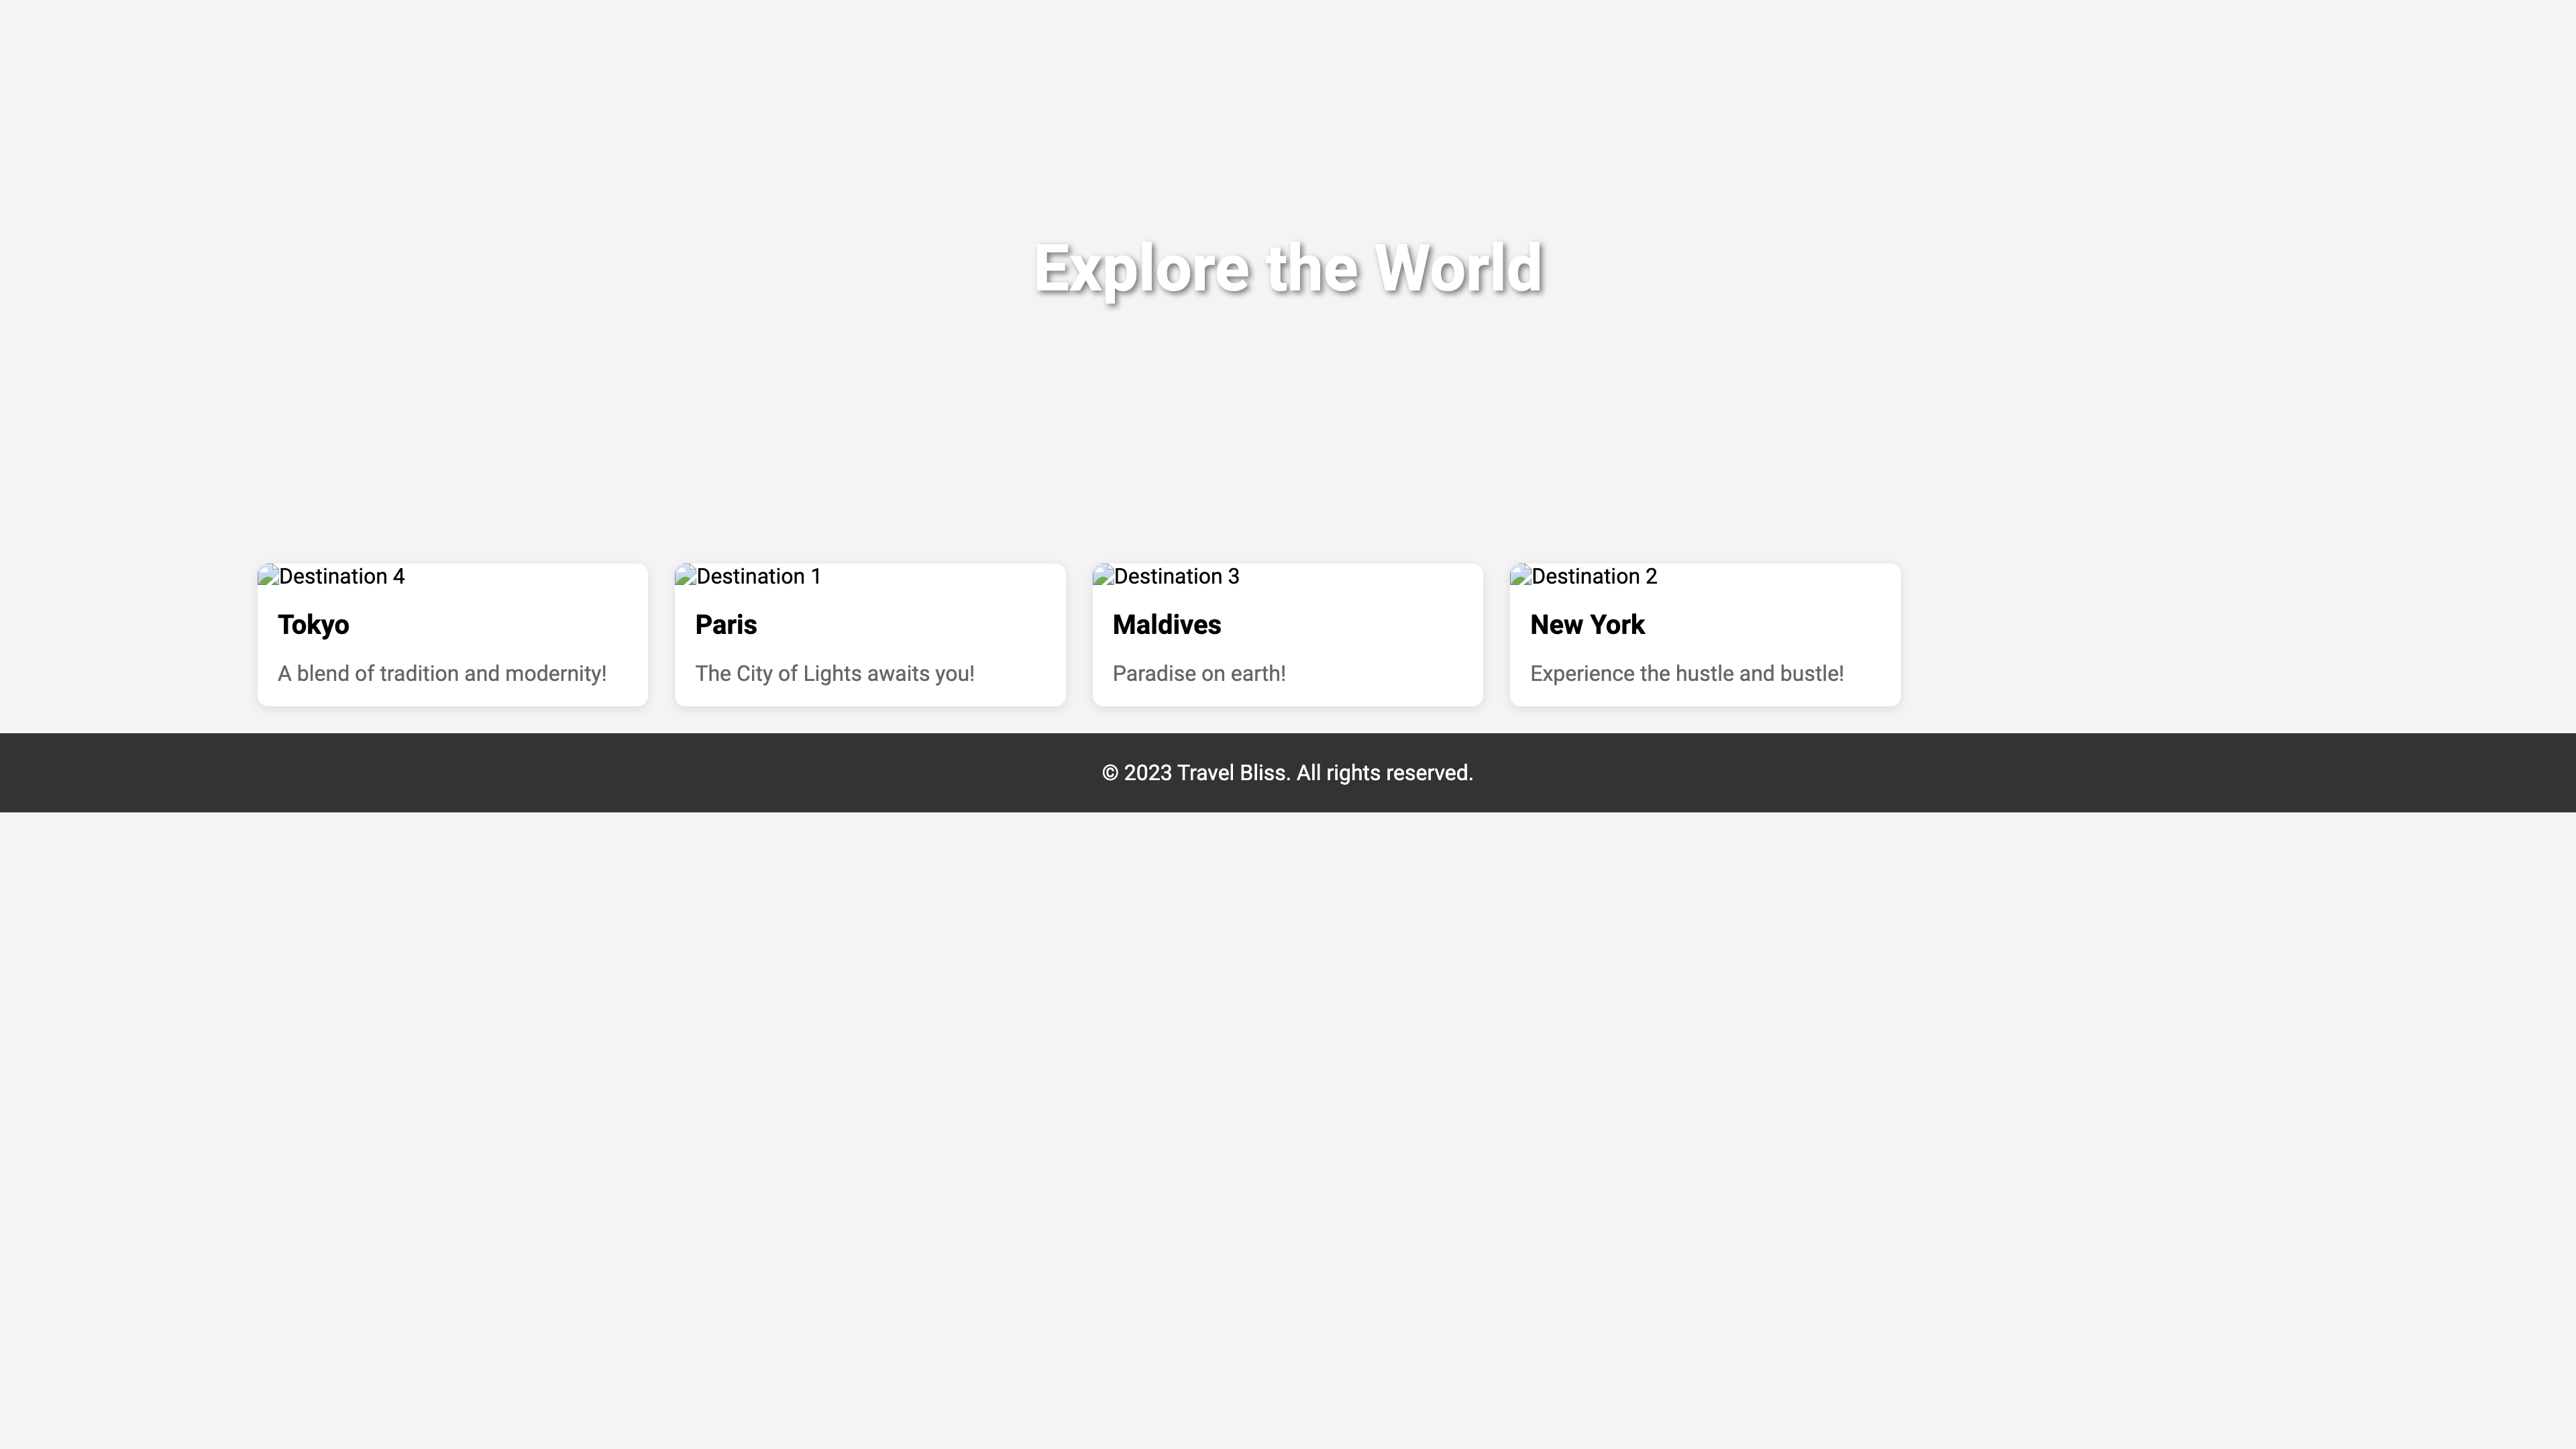 Explore the World
Destination 4
Tokyo
A blend of tradition and modernity!
Destination 1
Paris
The City of Lights awaits you!
Destination 3
Maldives
Paradise on earth!
Destination 2
New York
Experience the hustle and bustle!
© 2023 Travel Bliss. All rights reserved.